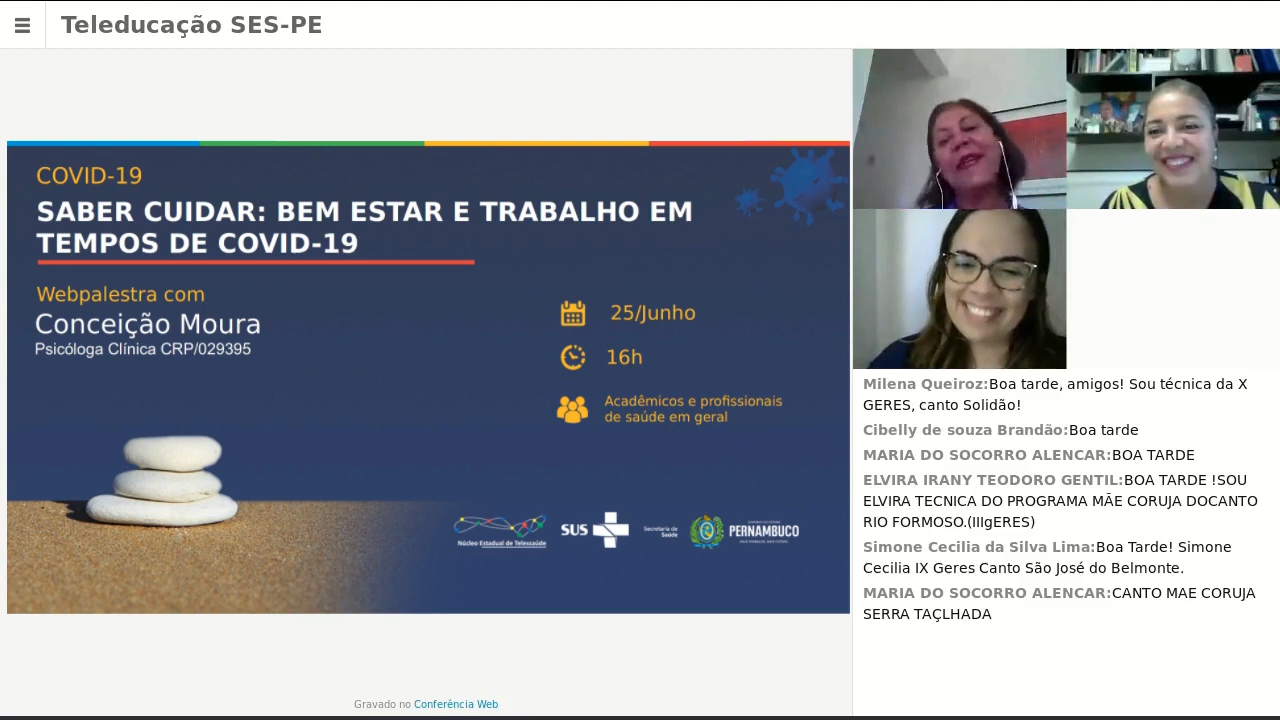 Teleducação SES-PE
COVID-19
SABER CUIDAR: BEM ESTAR E TRABALHO EM
TEMPOS DE COVID-19
Webpalestra com
Conceição Moura
Psicóloga Clínica CRP/029395
25/Junho
16h
Acadêmicos e profissionais
de saúde em geral
Núcleo Estadual de Telessaúde
SUS
Secretaria de
Saúde
PERNAMBUCO
Gravado no Conferência Web
Milena Queiroz:Boa tarde, amigos! Sou técnica da X
GERES, canto Solidão!
Cibelly de souza Brandão:Boa tarde
MARIA DO SOCORRO ALENCAR:BOA TARDE
ELVIRA IRANY TEODORO GENTIL:BOA TARDE !SOU
ELVIRA TECNICA DO PROGRAMA MÃE CORUJA DOCANTO
RIO FORMOSO.(IIIgERES)
Simone Cecilia da Silva Lima:Boa Tarde! Simone
Cecilia IX Geres Canto São José do Belmonte.
MARIA DO SOCORRO ALENCAR:CANTO MAE CORUJA
SERRA TAÇLHADA